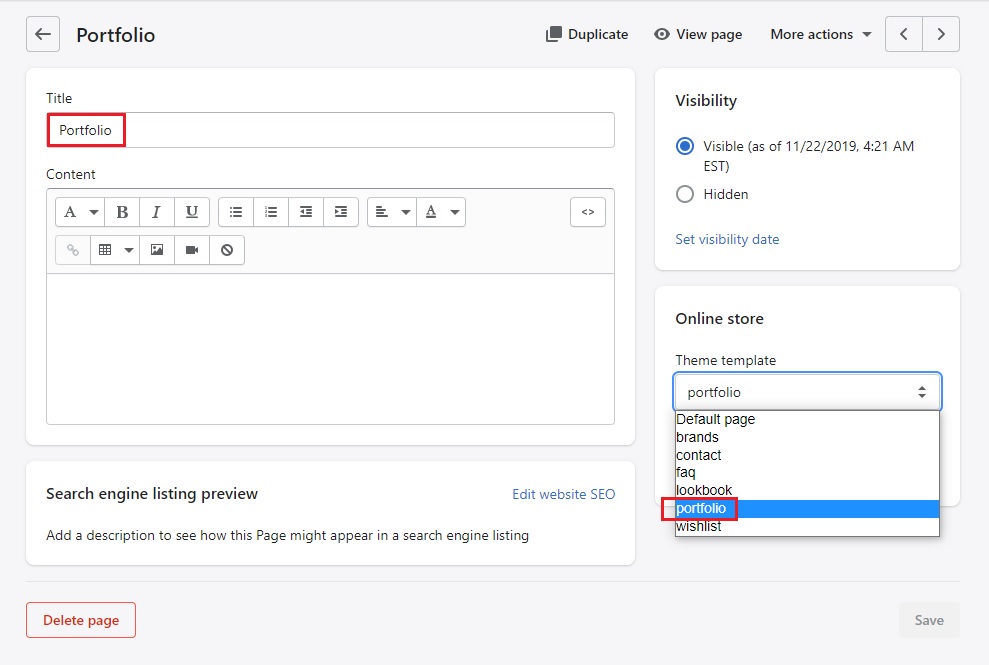 Portfolio
Duplicate
View page
More actions
Title
Portfolio
Content
A
B
I
U
A
<>
Search engine listing preview
Edit website SEO
Add a description to see how this Page might appear in a search engine listing
Visibility
Visible (as of 11/22/2019, 4:21 AM
EST)
Hidden
Set visibility date
Online store
Theme template
portfolio
Default page
brands
contact
faq
lookbook
portfolio
wishlist
Delete page
Save